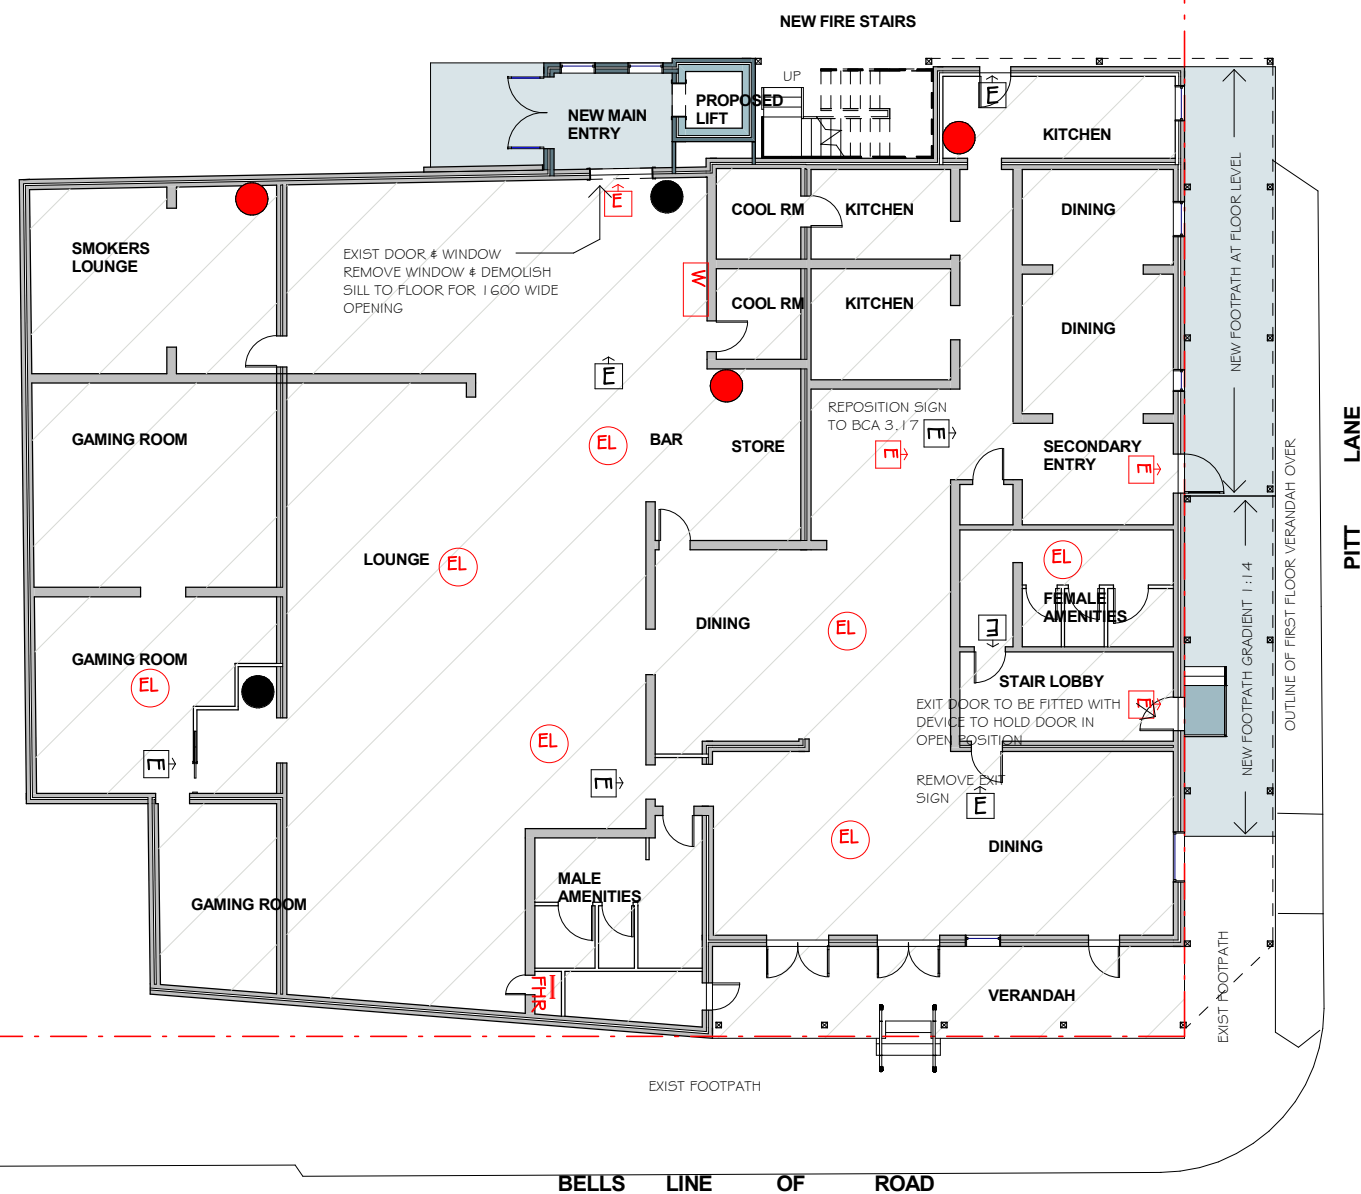 NEW FIRE STAIRS
UP
PROPOSED
LIFT
NEW MAIN
ENTRY
E
KITCHEN
E
COOL RM
KITCHEN
DINING
SMOKERS
LOUNGE
EXIST DOOR & WINDOW
REMOVE WINDOW & DEMOLISH
SILL TO FLOOR FOR 1600 WIDE
OPENING
W
COOL RM
KITCHEN
DINING
NEW FOOTPATH AT FLOOR LEVEL
E
REPOSITION SIGN
TO BCA 3.17
E
E
GAMING ROOM
EL
BAR
STORE
SECONDARY
ENTRY
E
PITT LANE
OUTLINE OF FIRST FLOOR VERANDAH OVER
LOUNGE
EL
EL
FEMALE
AMENITIES
NEW FOOTPATH GRADIENT 1:14
DINING
EL
E
GAMING ROOM
EL
STAIR LOBBY
E
EXIT DOOR TO BE FITTED WITH
DEVICE TO HOLD DOOR IN
OPEN POSITION
EL
E
E
REMOVE EXIT
SIGN
E
EL
DINING
MALE
AMENITIES
GAMING ROOM
FHR
VERANDAH
EXIST FOOTPATH
EXIST FOOTPATH
BELLS LINE OF ROAD